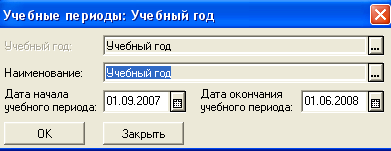 Учебные периоды: Учебный год
Учебный год: Учебный год ...
Наименование: Учебный год ...
Дата начала учебного периода: 01.09.2007 Дата окончания учебного периода: 01.06.2008
OK Закрыть